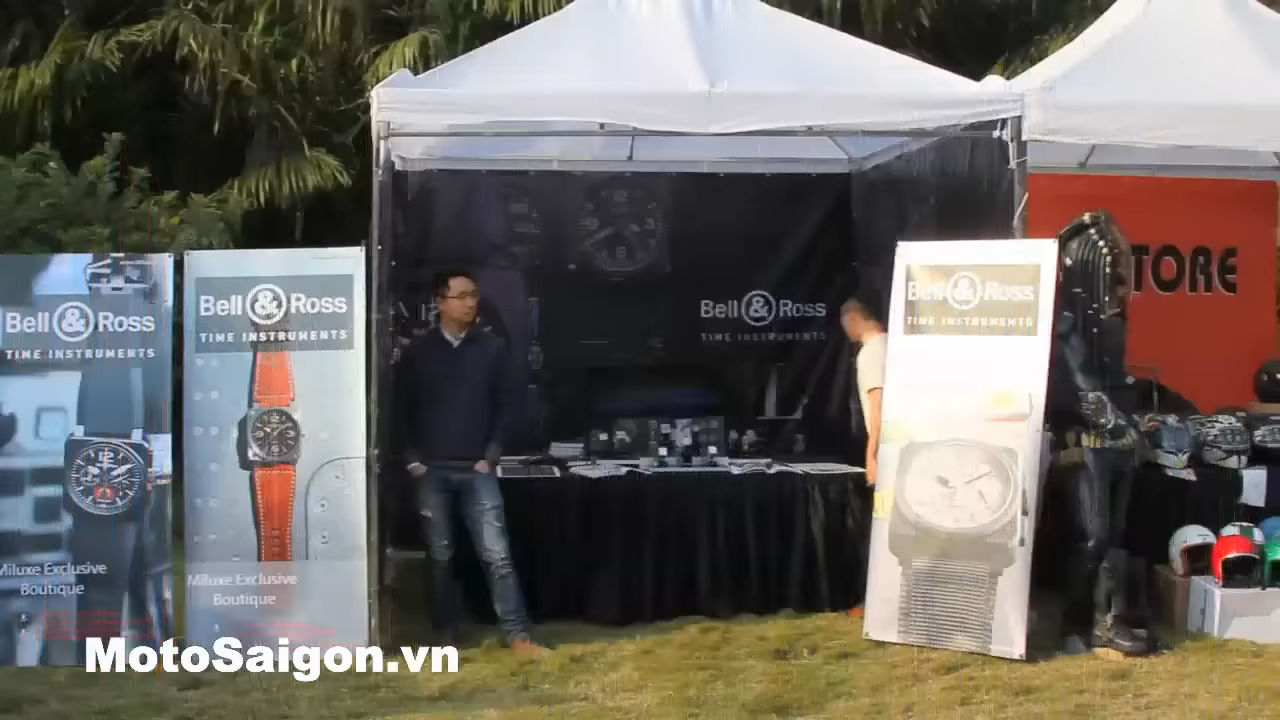 Bell & Ross
TIME INSTRUMENTS
Miluxe Exclusive
Boutique
Bell & Ross
TIME INSTRUMENTS
Miluxe Exclusive
Boutique
Bell & Ross
TIME INSTRUMENTS
Bell & Ross
TIME INSTRUMENTS
TORE
MotoSaigon.vn